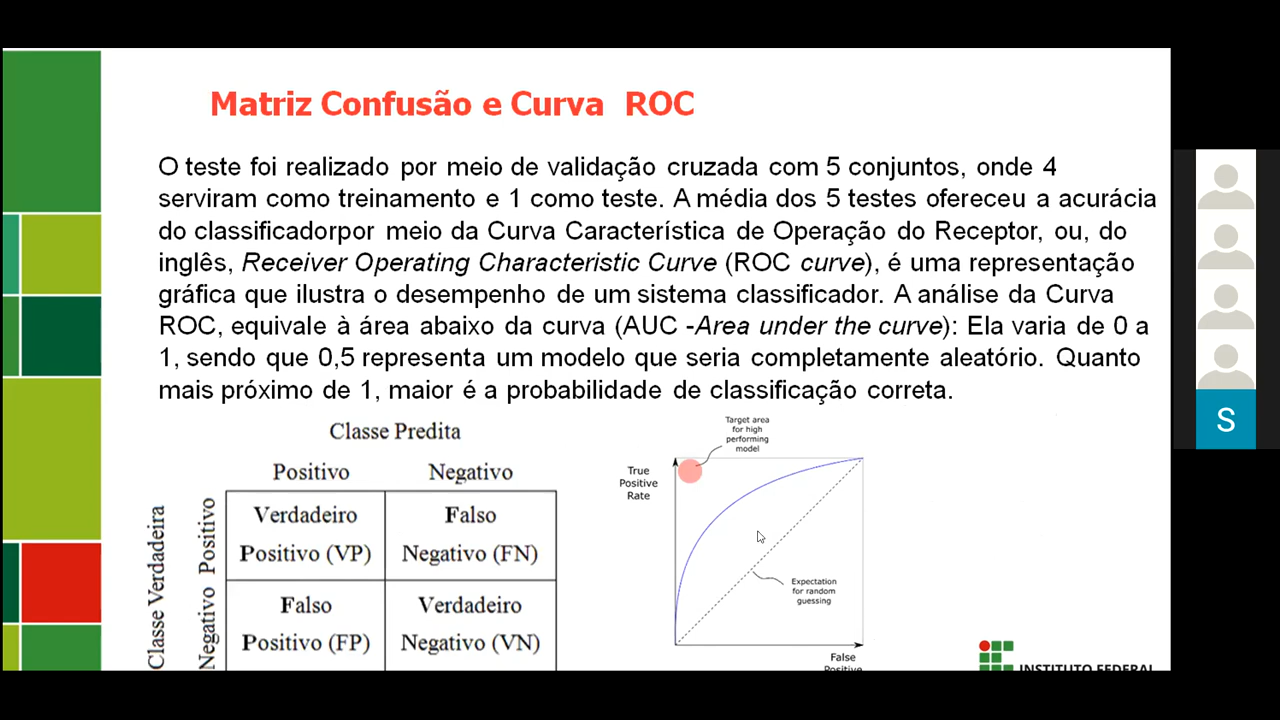 Matriz Confusão e Curva ROC
O teste foi realizado por meio de validação cruzada com 5 conjuntos, onde 4
serviram como treinamento e 1 como teste. A média dos 5 testes ofereceu a acurácia
do classificadorpor meio da Curva Característica de Operação do Receptor, ou, do
inglês, Receiver Operating Characteristic Curve (ROC curve), é uma representação
gráfica que ilustra o desempenho de um sistema classificador. A análise da Curva
ROC, equivale à área abaixo da curva (AUC -Area under the curve): Ela varia de 0 a
1, sendo que 0,5 representa um modelo que seria completamente aleatório. Quanto
mais próximo de 1, maior é a probabilidade de classificação correta.
Classe Predita
Positivo Negativo
Classe Verdadeira
Positivo
Verdadeiro
Positivo (VP)
Falso
Negativo (FN)
Negativo
Falso
Positivo (FP)
Verdadeiro
Negativo (VN)
Target area
for high
performing
model
True
Positive
Rate
Expectation
for random
guessing
False
Positive
INSTITUTO FEDERAL
S